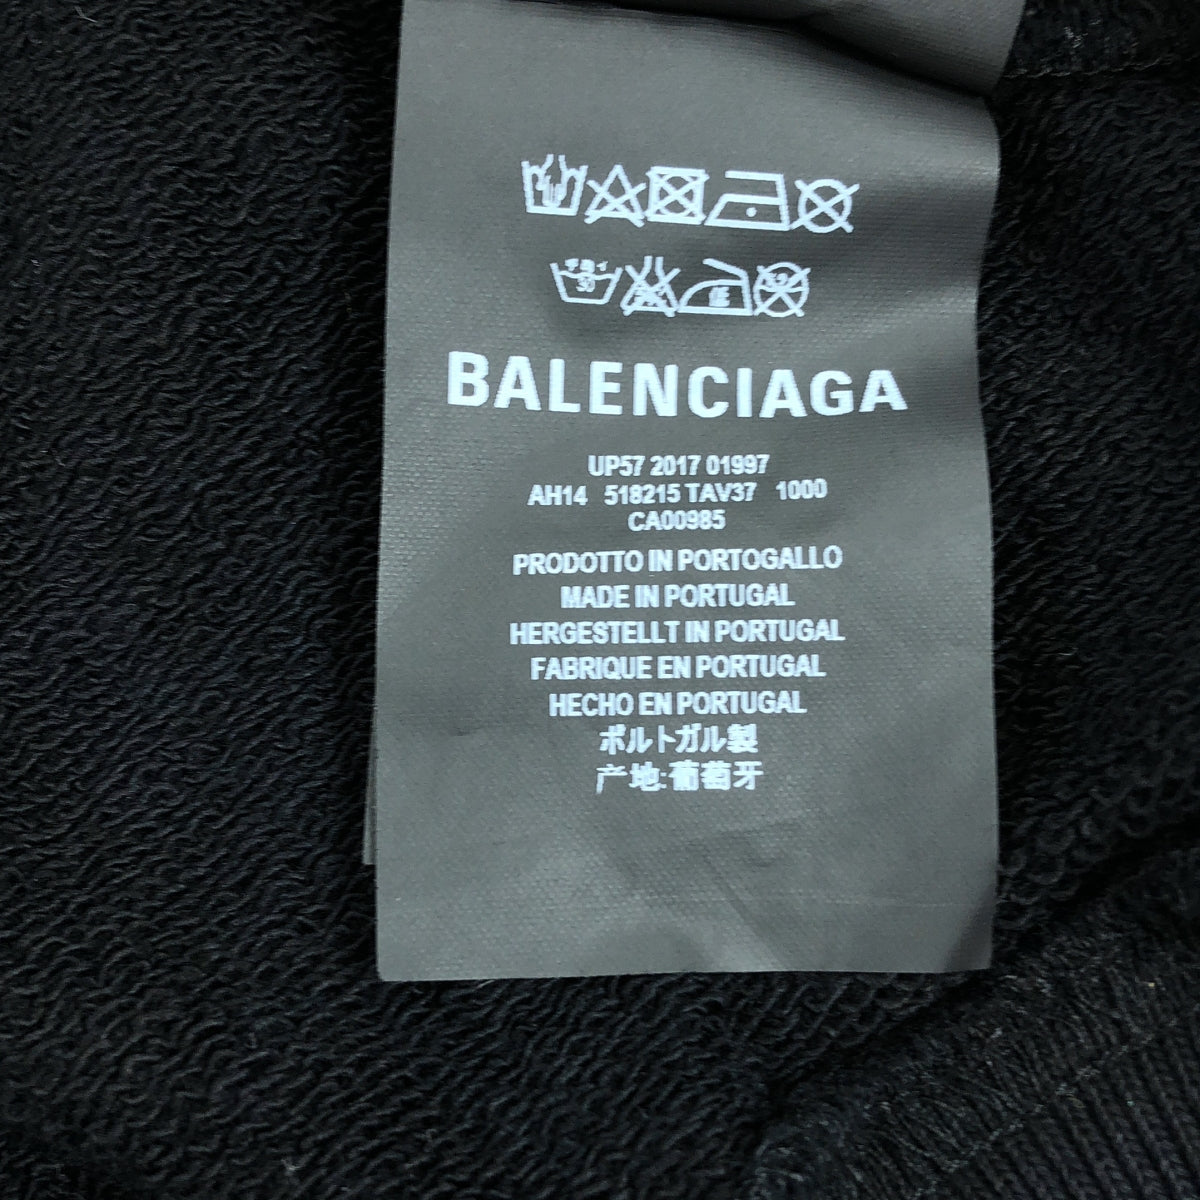 BALENCIAGA
UP57 2017 01997
AH14 518215 TAV37 1000
CA00985
PRODOTTO IN PORTOGALLO
MADE IN PORTUGAL
HERGESTELLT IN PORTUGAL
FABRIQUE EN PORTUGAL
HECHO EN PORTUGAL
ポルトガル製
产地:葡萄牙